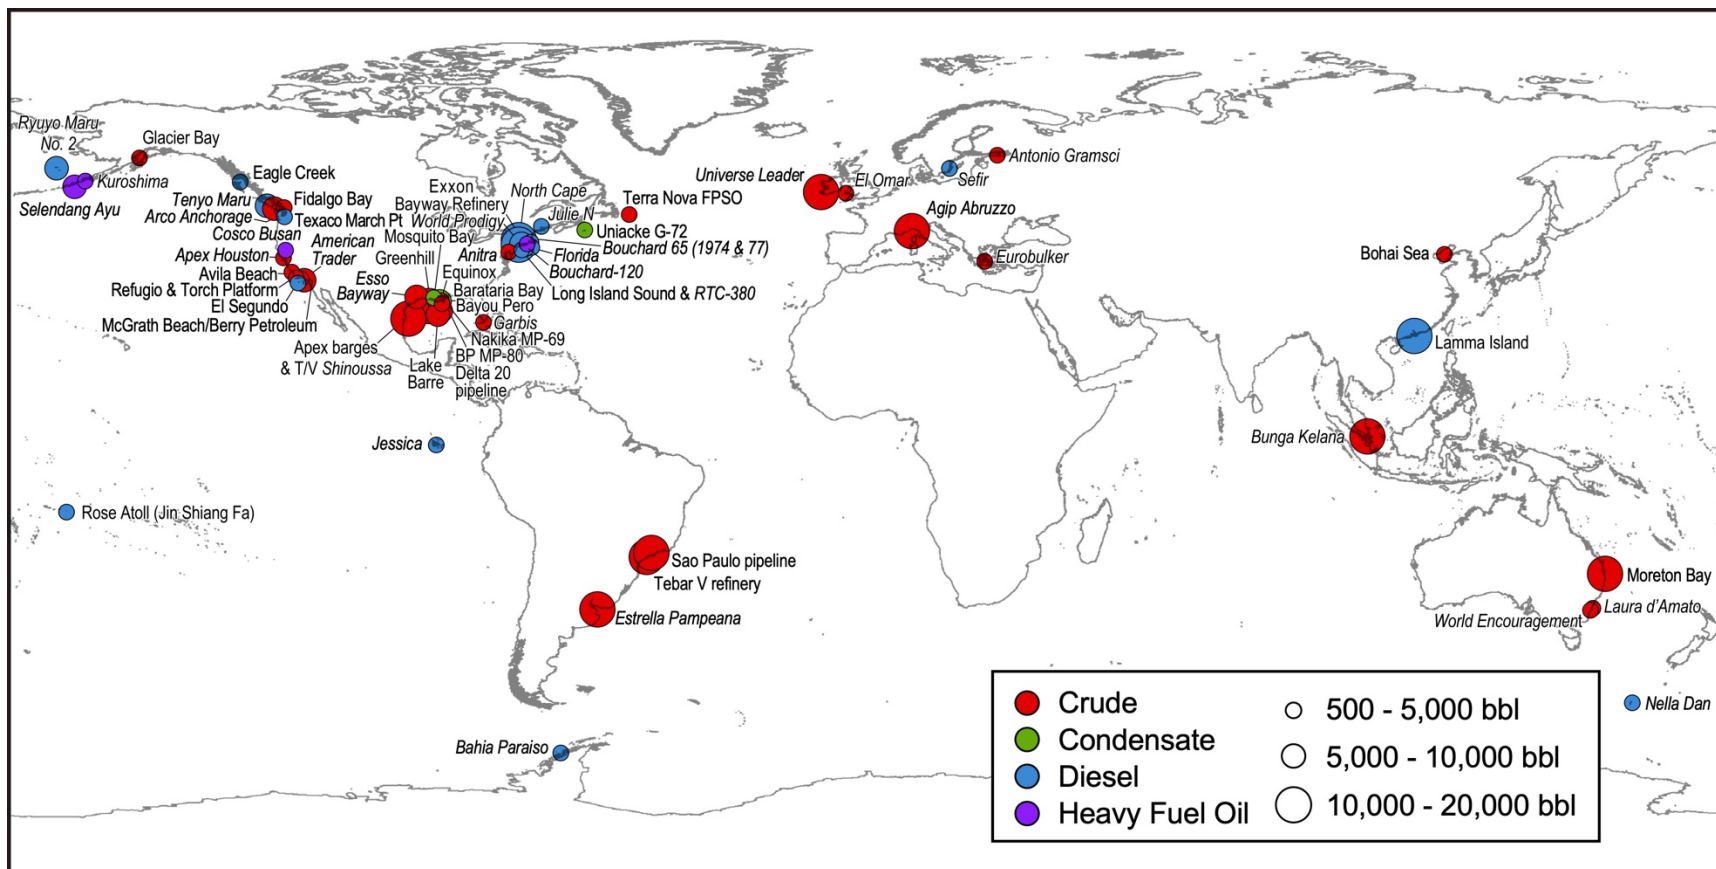 Ryuyo Maru
No. 2
Glacier Bay
Kuroshima
Selendang Ayu
Eagle Creek
Tenyo Maru
Fidalgo Bay
Arco Anchorage
Texaco March Pt
Cosco Busan
American
Trader
Apex Houston
Avila Beach
Refugio & Torch Platform
El Segundo
McGrath Beach/Berry Petroleum
Exxon
Bayway Refinery
North Cape
World Prodigy
Julie N
Mosquito Bay
Greenhill
Anitra
Esso
Bayway
Equinox
Barataria Bay
Bayou Pero
Garbis
Nakika MP-69
BP MP-80
Delta 20
pipeline
Lake
Barre
Apex barges
& T/V Shinoussa
Terra Nova FPSO
Uniacke G-72
Bouchard 65 (1974 & 77)
Florida
Bouchard-120
Long Island Sound & RTC-380
Universe Leader
El Omar
Sefir
Antonio Gramsci
Agip Abruzzo
Eurobulker
Bohai Sea
Lamma Island
Bunga Kelana
Jessica
Rose Atoll (Jin Shiang Fa)
Sao Paulo pipeline
Tebar V refinery
Estrella Pampeana
Moreton Bay
Laura d'Amato
World Encouragement
Nella Dan
Bahia Paraiso
Crude
Condensate
Diesel
Heavy Fuel Oil
500 - 5,000 bbl
5,000 - 10,000 bbl
10,000 - 20,000 bbl